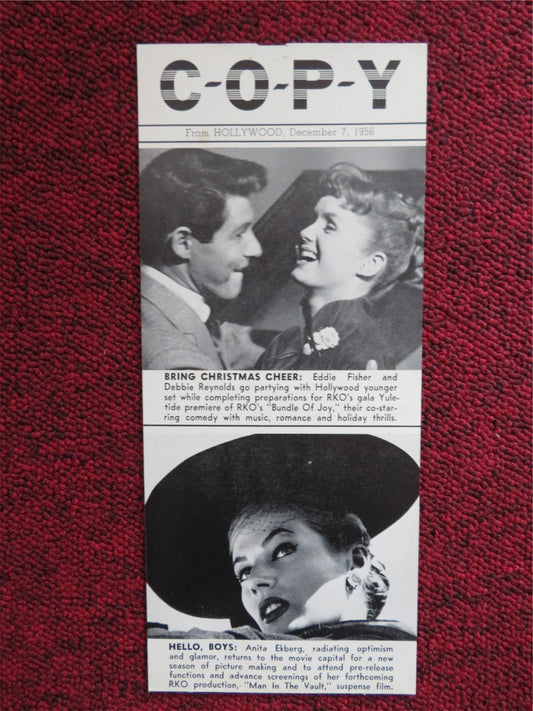 C-O-P-Y
From HOLLYWOOD, December 7, 1956
BRING CHRISTMAS CHEER: Eddie Fisher and
Debbie Reynolds go partying with Hollywood younger
set while completing preparations for RKO's gala Yule-
tide premiere of RKO's "Bundle Of Joy," their co-star-
ring comedy with music, romance and holiday thrills.
HELLO, BOYS: Anita Ekberg, radiating optimism
and glamor, returns to the movie capital for a new
season of picture making and to attend pre-release
functions and advance screenings of her forthcoming
RKO production, "Man In The Vault," suspense film.